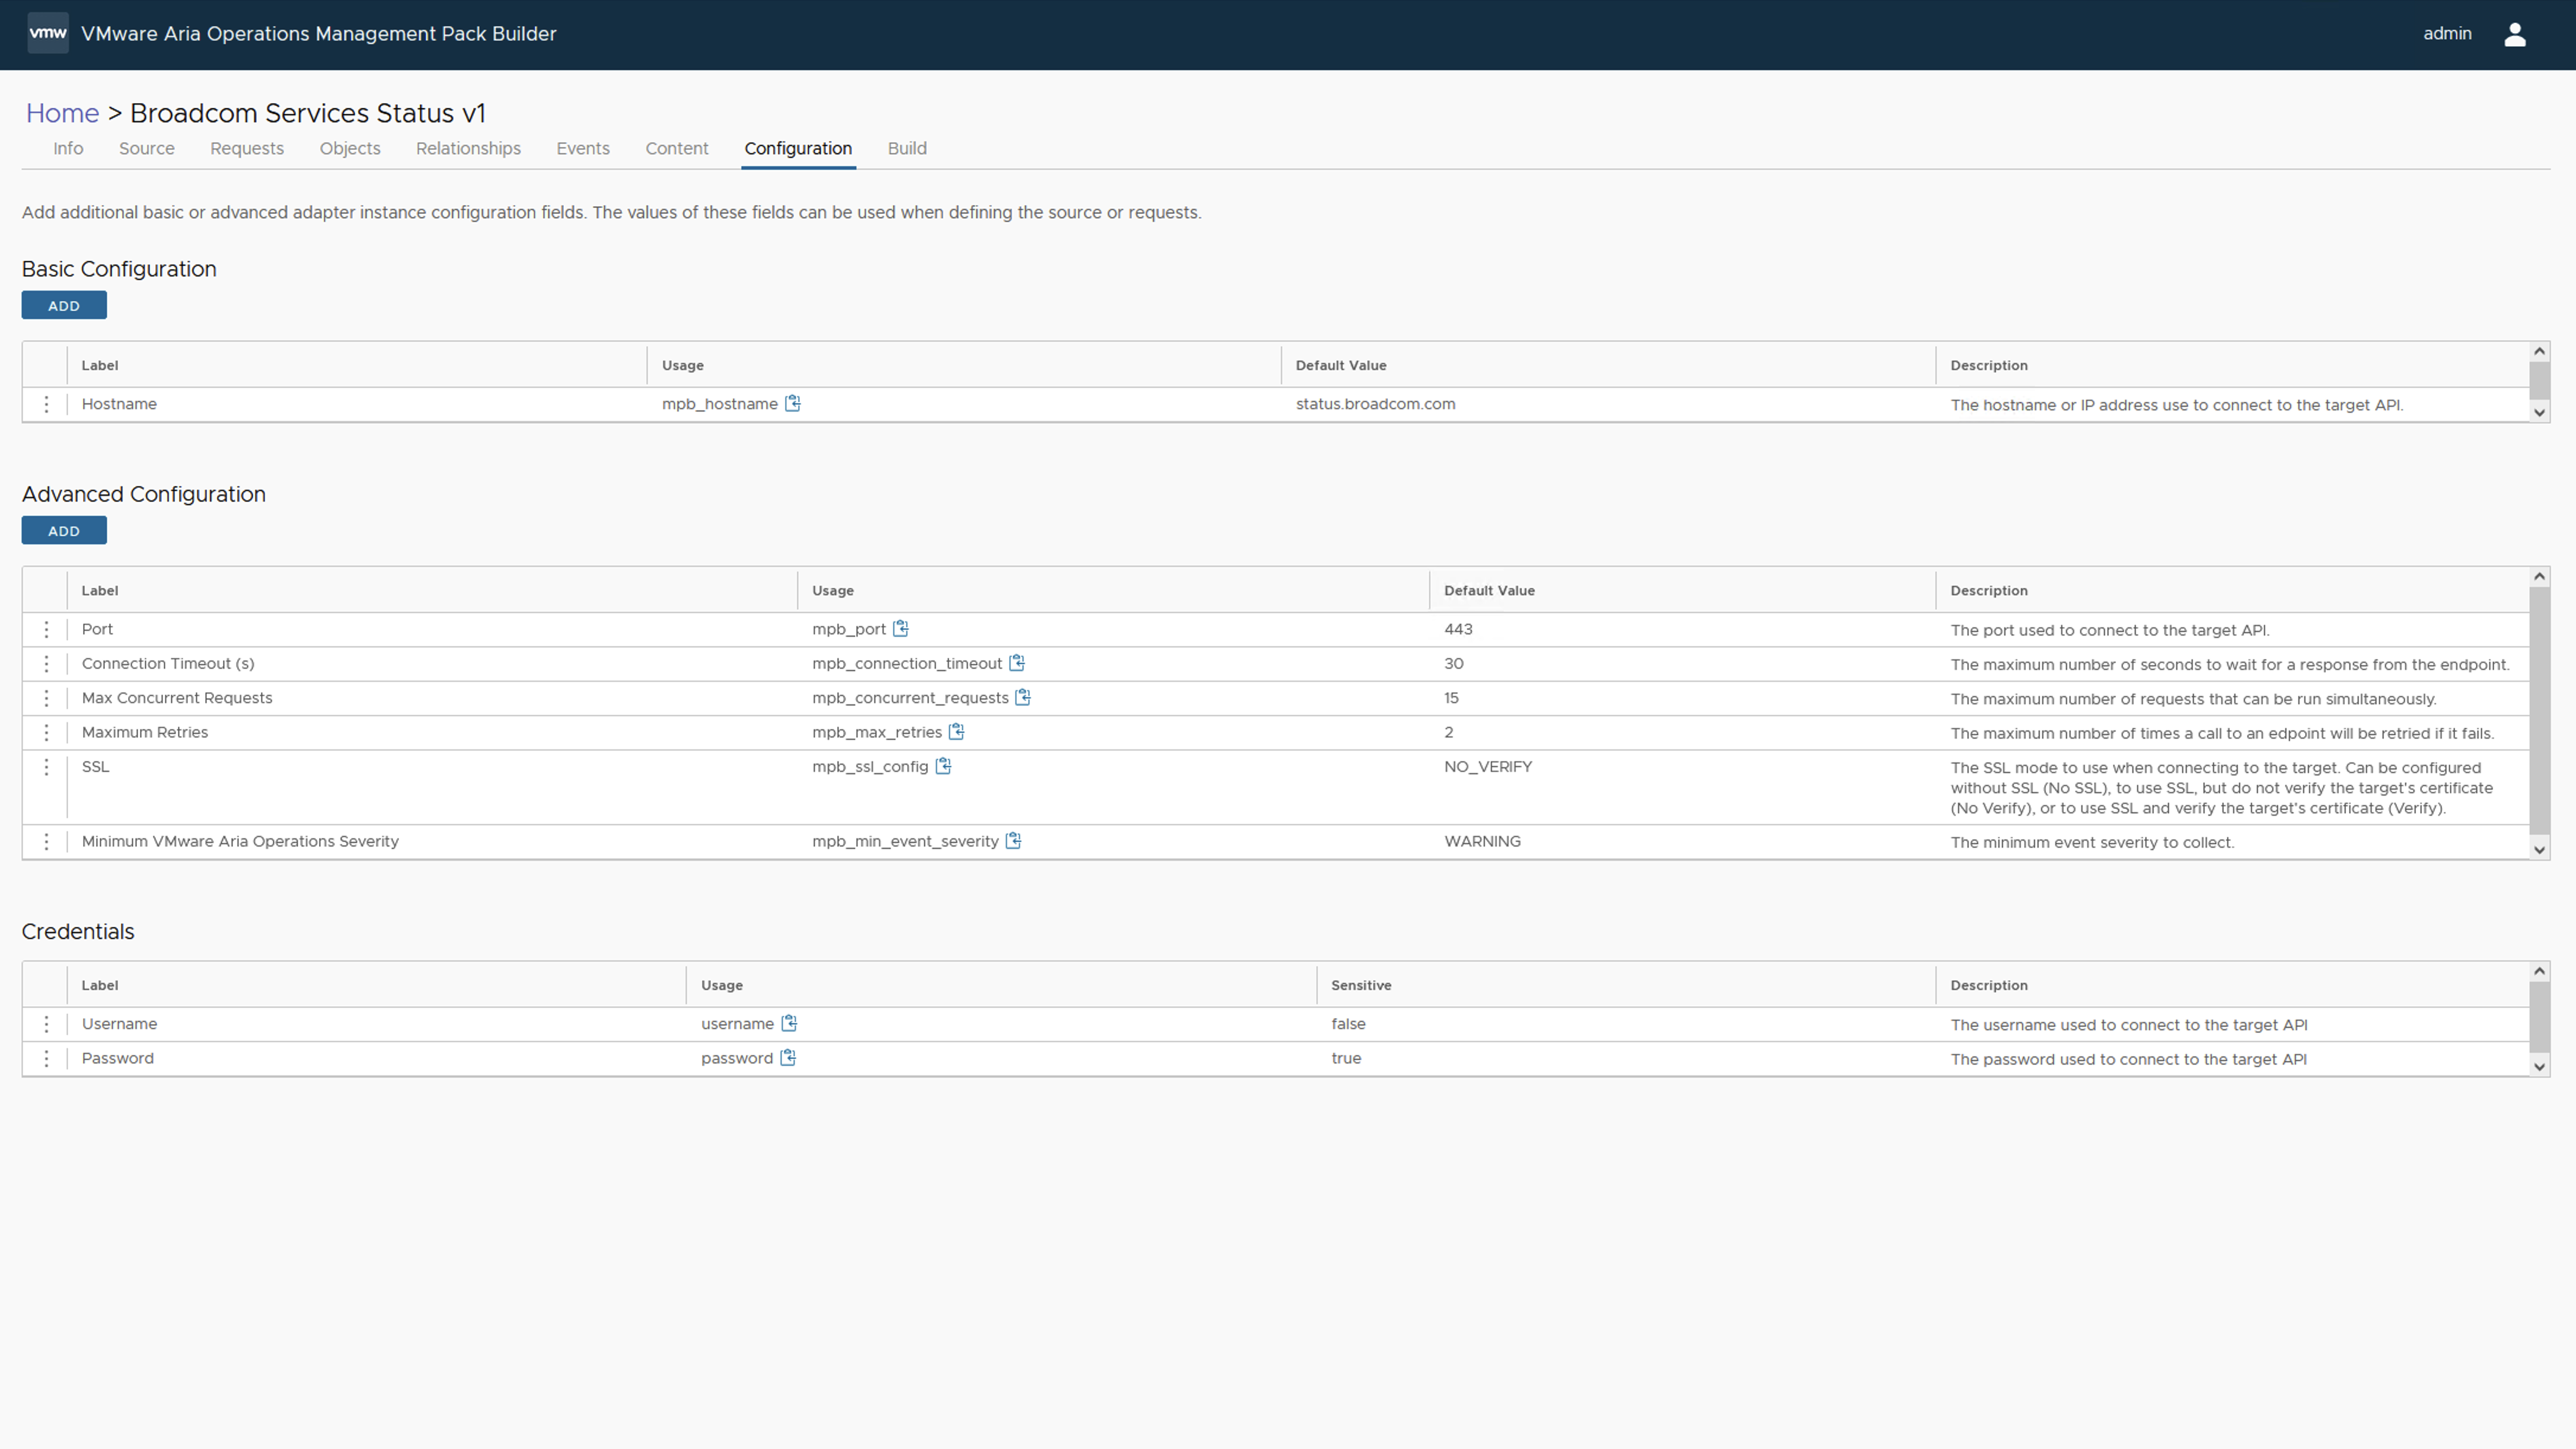 vmw VMware Aria Operations Management Pack Builder admin
Home > Broadcom Services Status v1
Info Source Requests Objects Relationships Events Content Configuration Build
Add additional basic or advanced adapter instance configuration fields. The values of these fields can be used when defining the source or requests.
Basic Configuration
ADD
Label Usage Default Value Description
Hostname mpb_hostname status.broadcom.com The hostname or IP address use to connect to the target API.
Advanced Configuration
ADD
Label Usage Default Value Description
Port mpb_port 443 The port used to connect to the target API.
Connection Timeout (s) mpb_connection_timeout 30 The maximum number of seconds to wait for a response from the endpoint.
Max Concurrent Requests mpb_concurrent_requests 15 The maximum number of requests that can be run simultaneously.
Maximum Retries mpb_max_retries 2 The maximum number of times a call to an edpoint will be retried if it fails.
SSL mpb_ssl_config NO_VERIFY The SSL mode to use when connecting to the target. Can be configured
without SSL (No SSL), to use SSL, but do not verify the target's certificate
(No Verify), or to use SSL and verify the target's certificate (Verify).
Minimum VMware Aria Operations Severity mpb_min_event_severity WARNING The minimum event severity to collect.
Credentials
Label Usage Sensitive Description
Username username false The username used to connect to the target API
Password password true The password used to connect to the target API